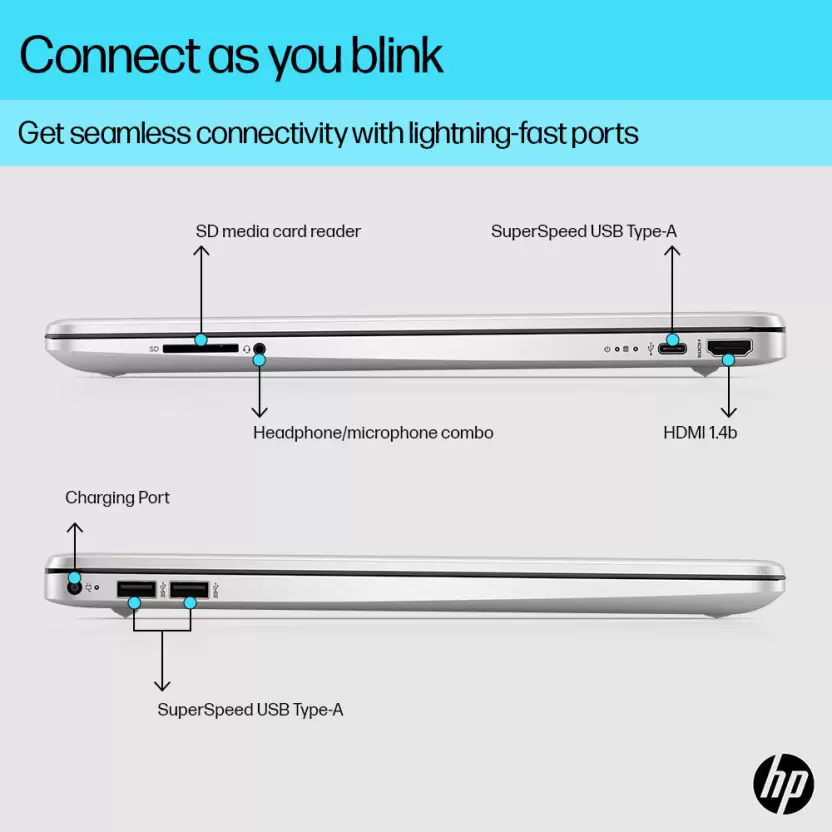 Connect as you blink
Get seamless connectivity with lightning-fast ports
SD media card reader
SuperSpeed USB Type-A
SD
HDMI
Headphone/microphone combo
HDMI 1.4b
Charging Port
SuperSpeed USB Type-A
hp